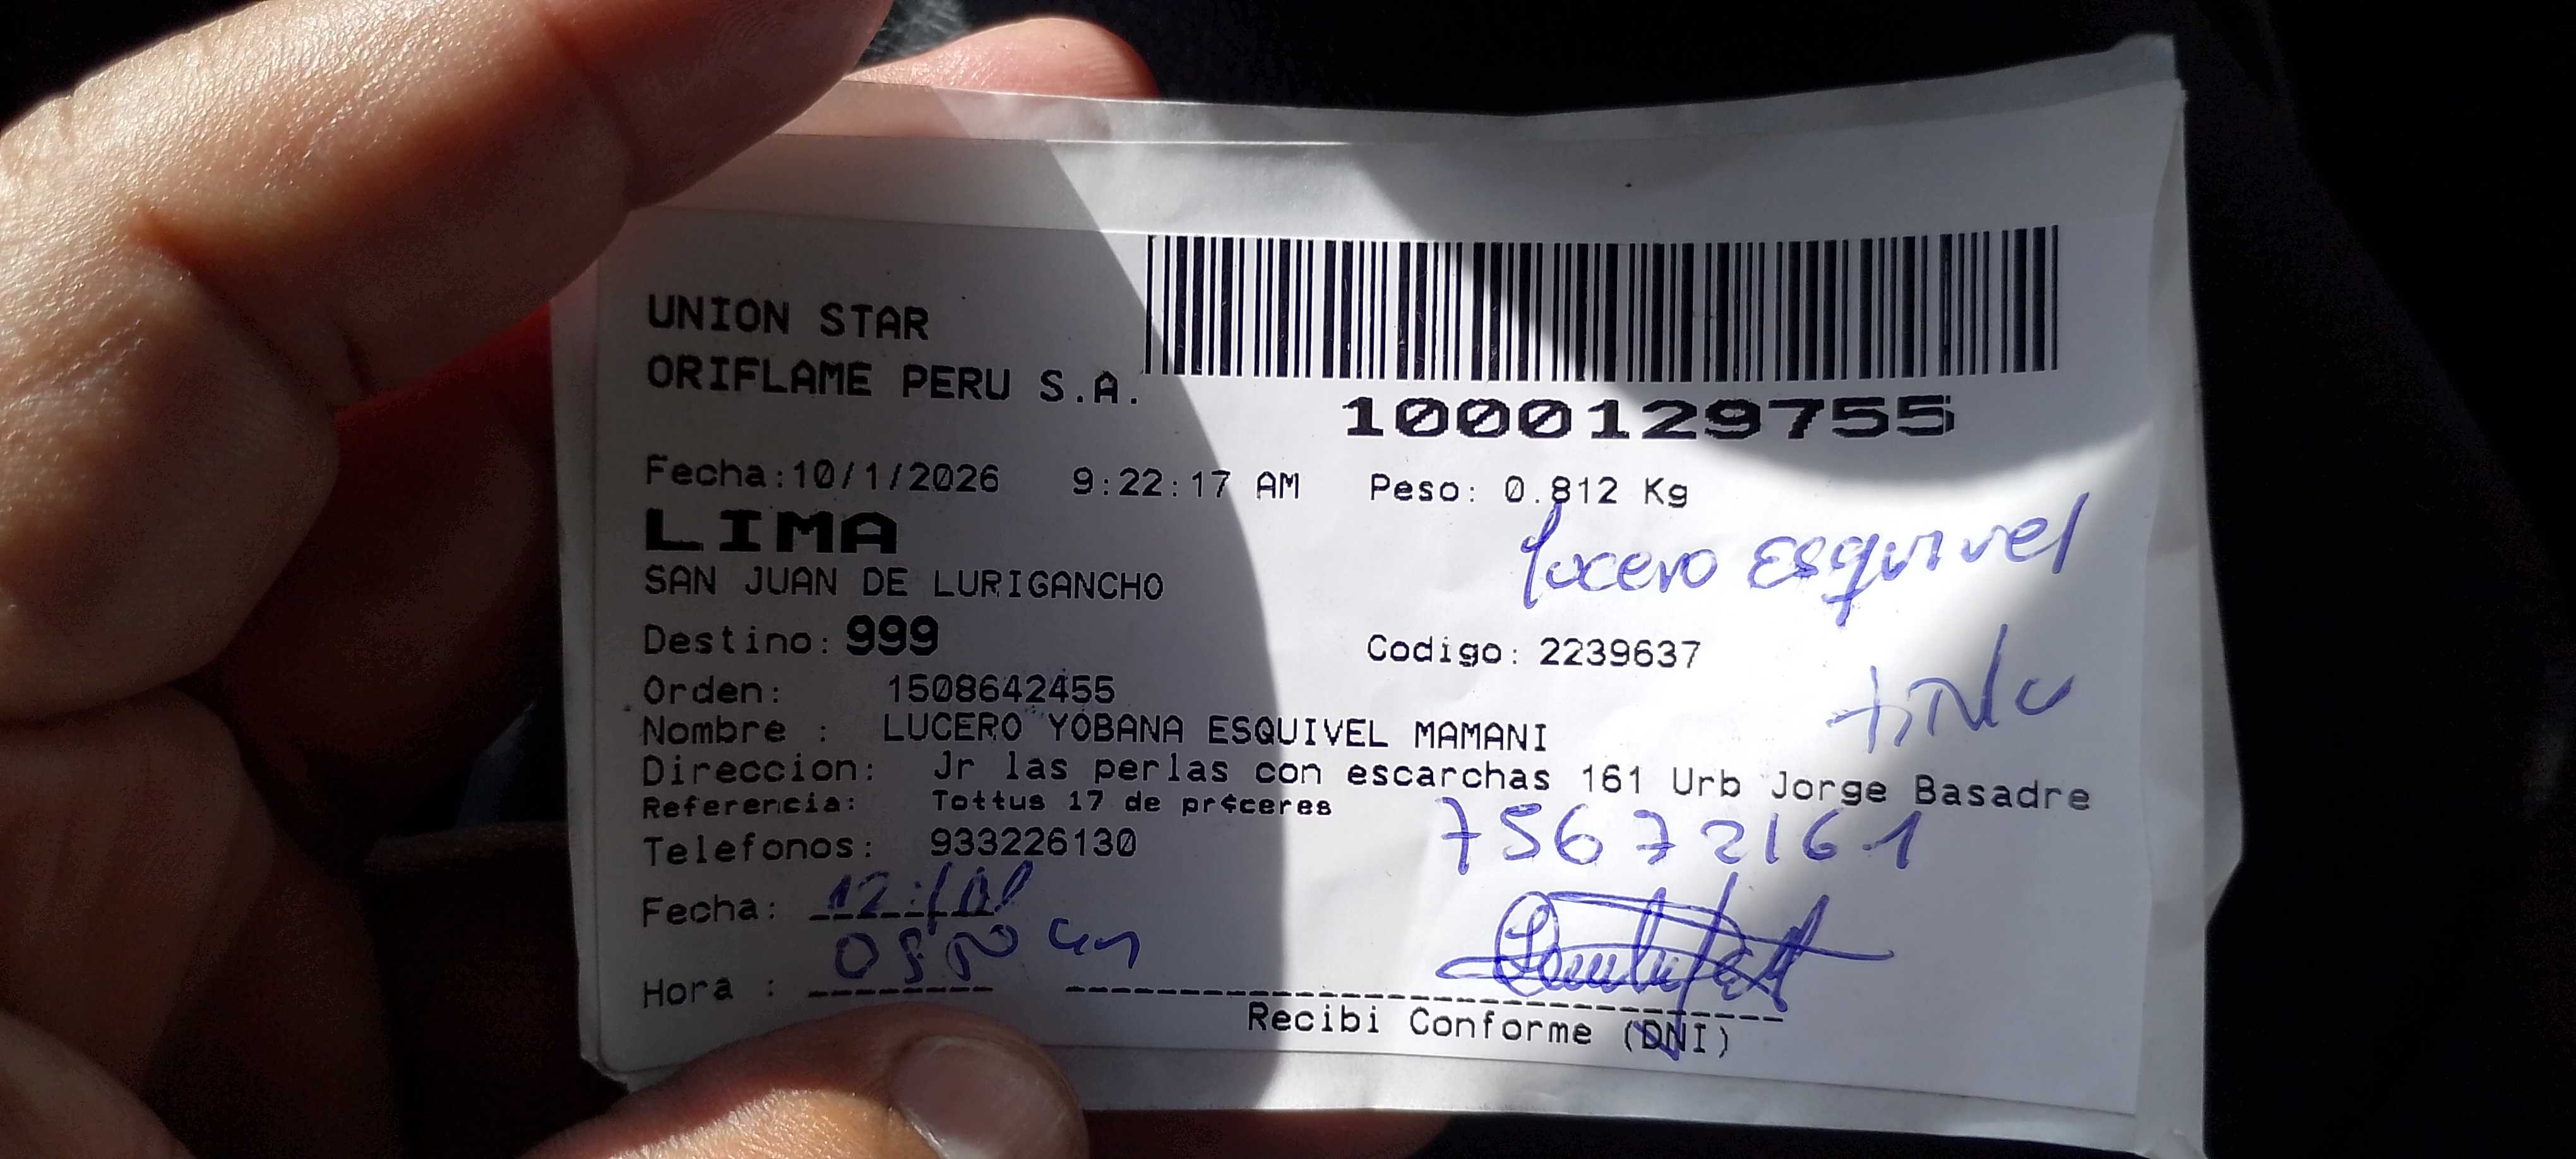 UNION STAR
ORIFLAME PERU S.A.
1000129755
Fecha:10/1/2026 9:22:17 AM Peso: 0.812 Kg
LIMA
lucero Esquivel
SAN JUAN DE LURIGANCHO
Destino: 999 Codigo: 2239637
Orden: 1508642455
Nombre : LUCERO YOBANA ESQUIVEL MAMANI
Direccion: Jr las perlas con escarchas 161 Urb Jorge Basadre
Referencia: Tottus 17 de pr¢ceres
Telefonos: 933226130
75672161
Fecha:
Hora :
Recibi Conforme (DNI)